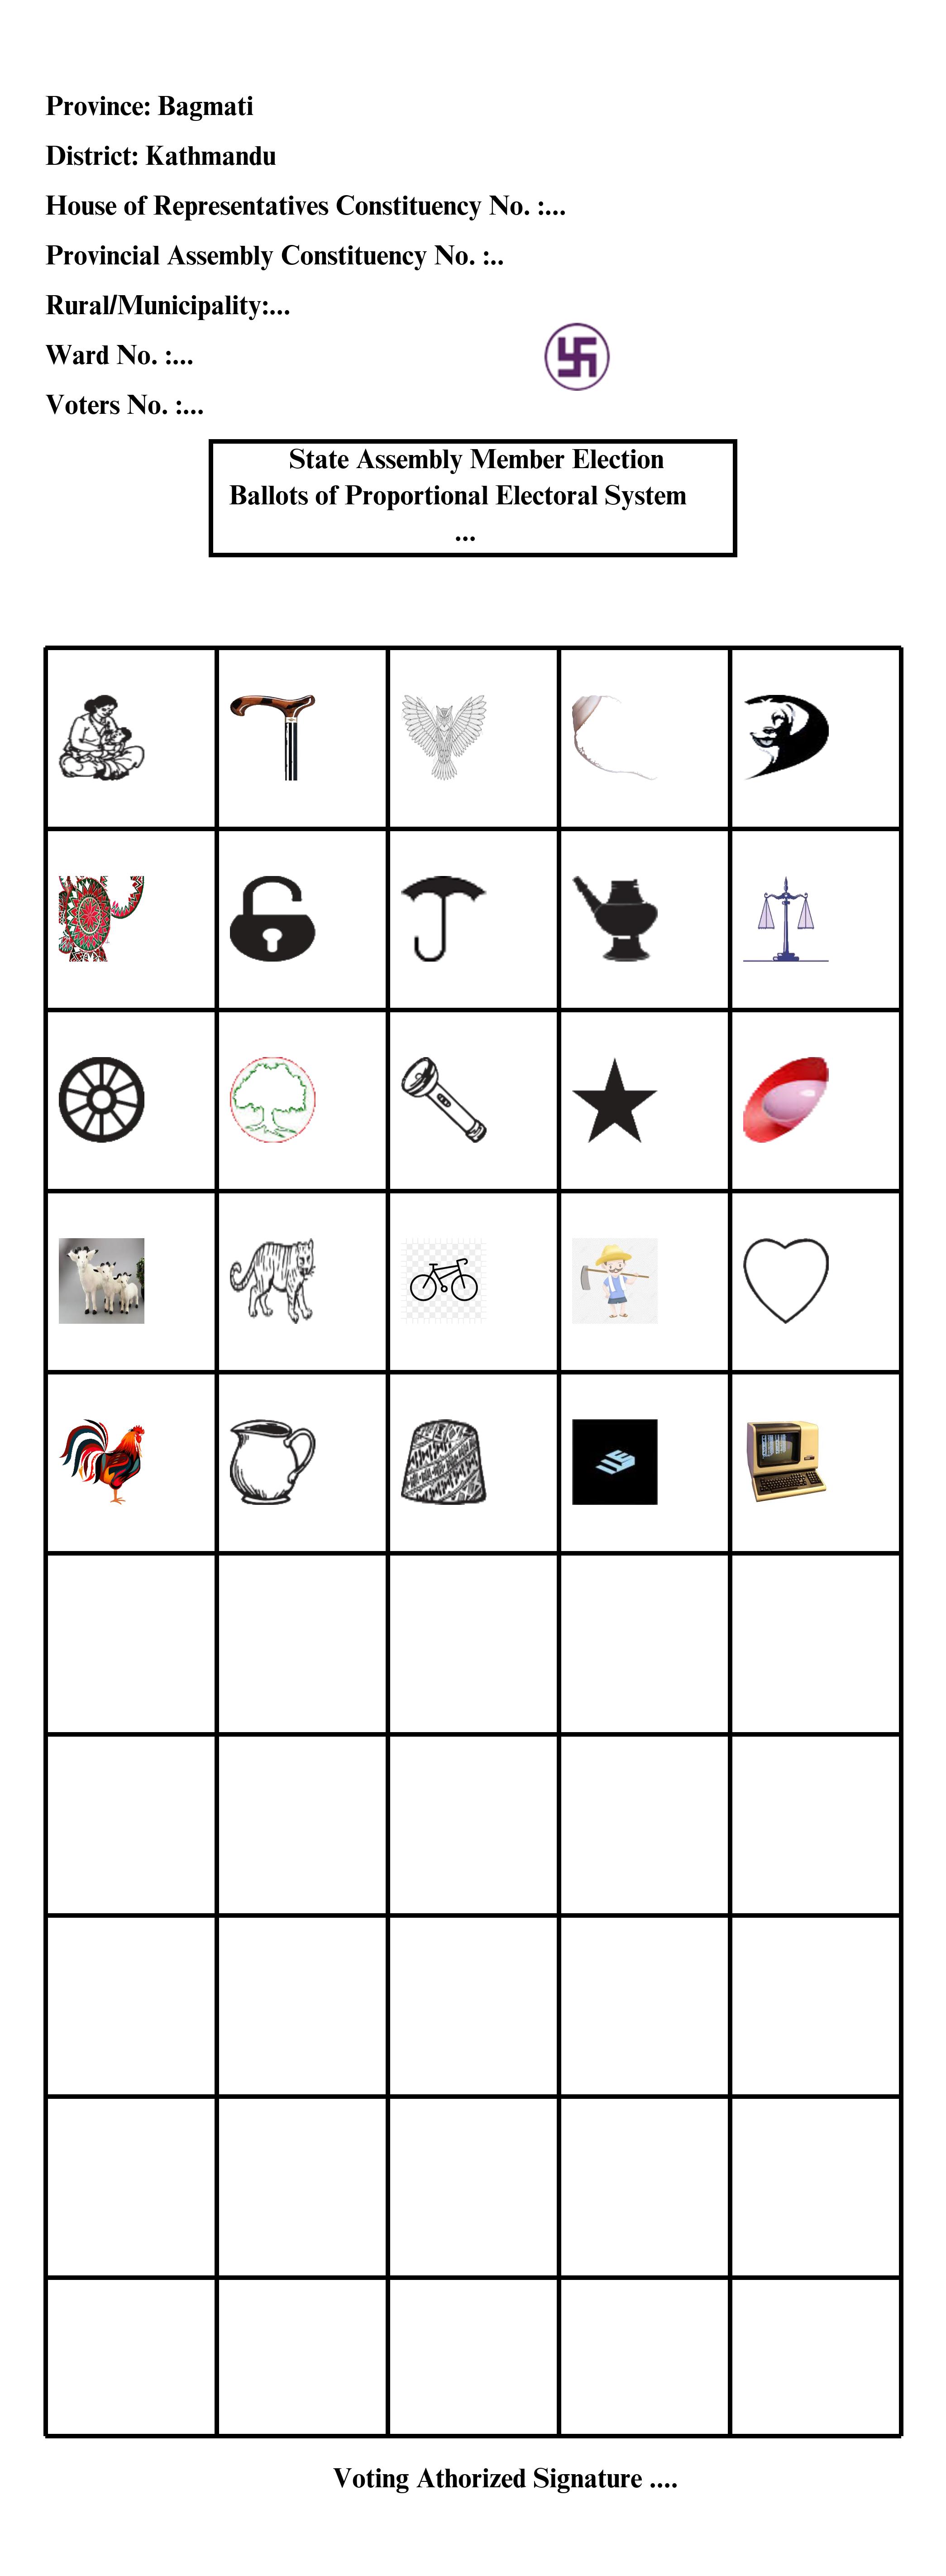 Province: Bagmati
District: Kathmandu
House of Representatives Constituency No. :...
Provincial Assembly Constituency No. :..
Rural/Municipality:...
Ward No. :...
Voters No. :...
State Assembly Member Election
Ballots of Proportional Electoral System
...
Voting Athorized Signature ....